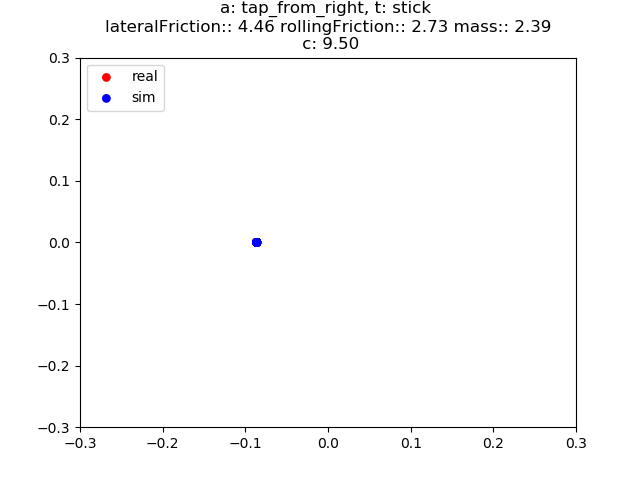 a: tap_from_right, t: stick
lateralFriction:: 4.46 rollingFriction:: 2.73 mass:: 2.39
c: 9.50
real
sim
0.3
0.2
0.1
0.0
−0.1
−0.2
−0.3
−0.3 −0.2 −0.1 0.0 0.1 0.2 0.3